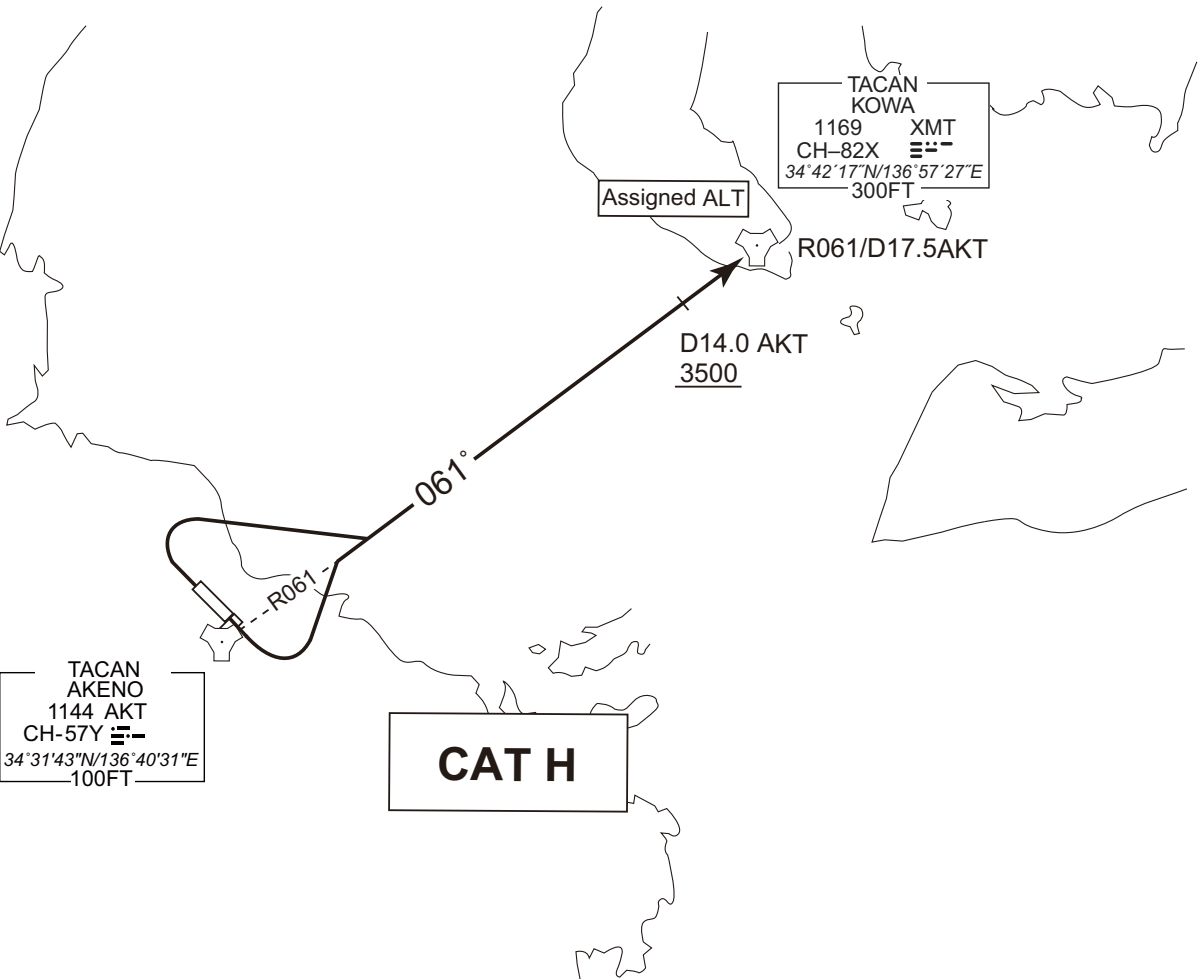 TACAN
KOWA
1169 XMT
CH–82X
34°42´17˝N/136°57´27˝E
300FT
Assigned ALT
R061/D17.5AKT
D14.0 AKT
3500
061°
R061
TACAN
AKENO
1144 AKT
CH-57Y
34°31'43"N/136°40'31"E
100FT
CAT H